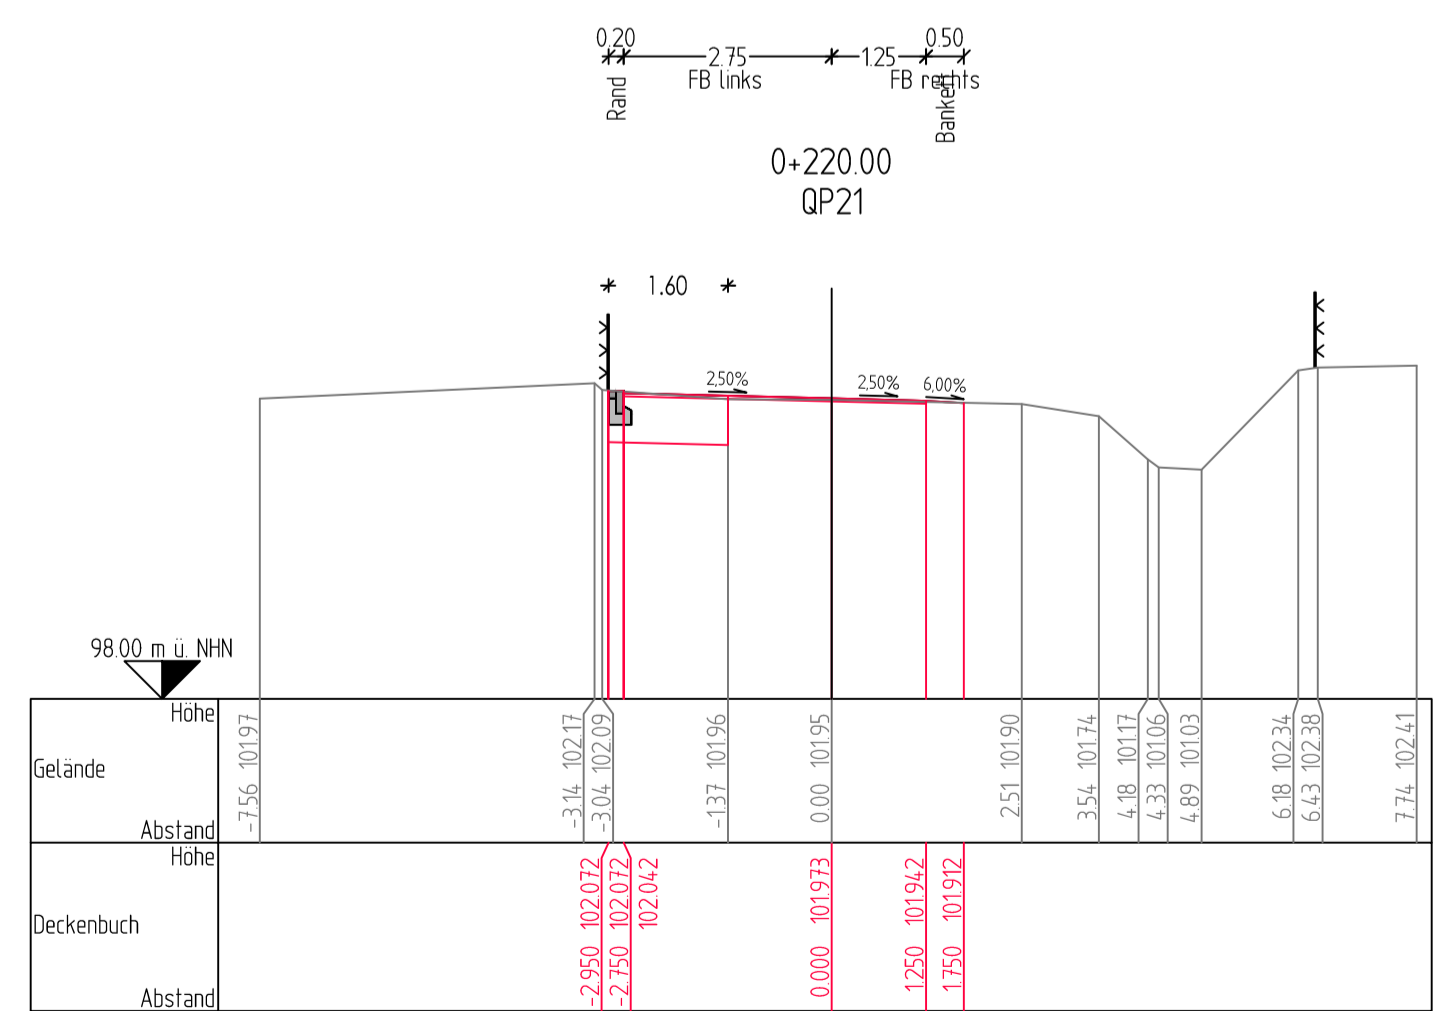 0.20
2.75
1.25
0.50
Rand
FB links
FB rechts
Bankett
0+220.00
QP21
1.60
2,50%
2,50%
6,00%
98.00 m ü. NHN
Höhe
Gelände
Abstand
-7.56 101.97
-3.14 102.17
-3.04 102.09
-1.37 101.96
0.00 101.95
2.51 101.90
3.54 101.74
4.18 101.17
4.33 101.06
4.89 101.03
6.18 102.34
6.43 102.38
7.74 102.41
Höhe
Deckenbuch
Abstand
-2.950 102.072
-2.750 102.072
102.042
0.000 101.973
1.250 101.942
1.750 101.912